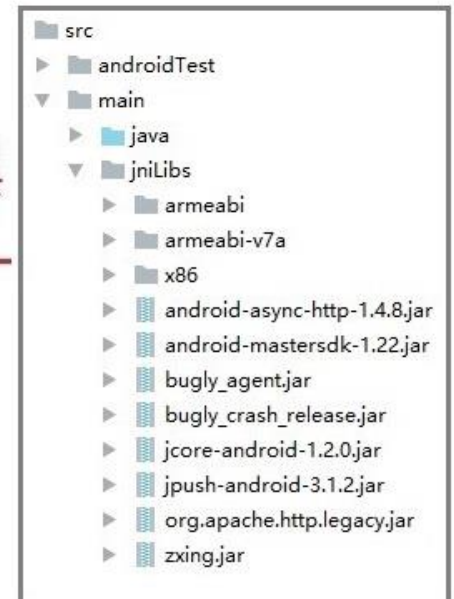 src
androidTest
main
java
jniLibs
armeabi
armeabi-v7a
x86
android-async-http-1.4.8.jar
android-mastersdk-1.22.jar
bugly_agent.jar
bugly_crash_release.jar
jcore-android-1.2.0.jar
jpush-android-3.1.2.jar
org.apache.http.legacy.jar
zxing.jar